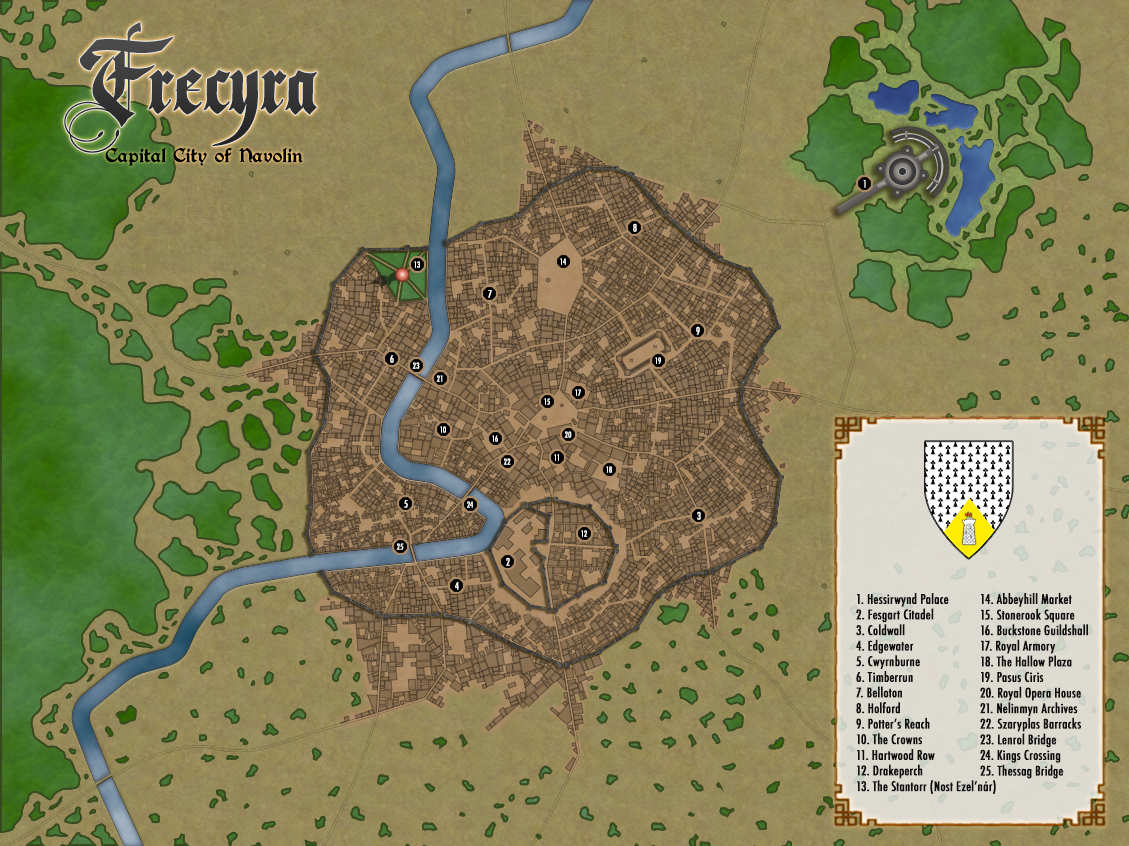 Frecyra
Capital City of Navolin
1
8
13
14
7
9
6
23
19
21
17
15
10
20
16
11
22
18
5
24
3
12
25
2
4
1. Hessirwynd Palace
2. Fesgart Citadel
3. Coldwall
4. Edgewater
5. Cwyrnburne
6. Timberrun
7. Belloton
8. Holford
9. Potter's Reach
10. The Crowns
11. Hartwood Row
12. Drakeperch
13. The Stantorr (Nost Ezel'nár)
14. Abbeyhill Market
15. Stonerook Square
16. Buckstone Guildshall
17. Royal Armory
18. The Hallow Plaza
19. Pasus Ciris
20. Royal Opera House
21. Nelinmyn Archives
22. Szaryplas Barracks
23. Lenrol Bridge
24. Kings Crossing
25. Thessag Bridge